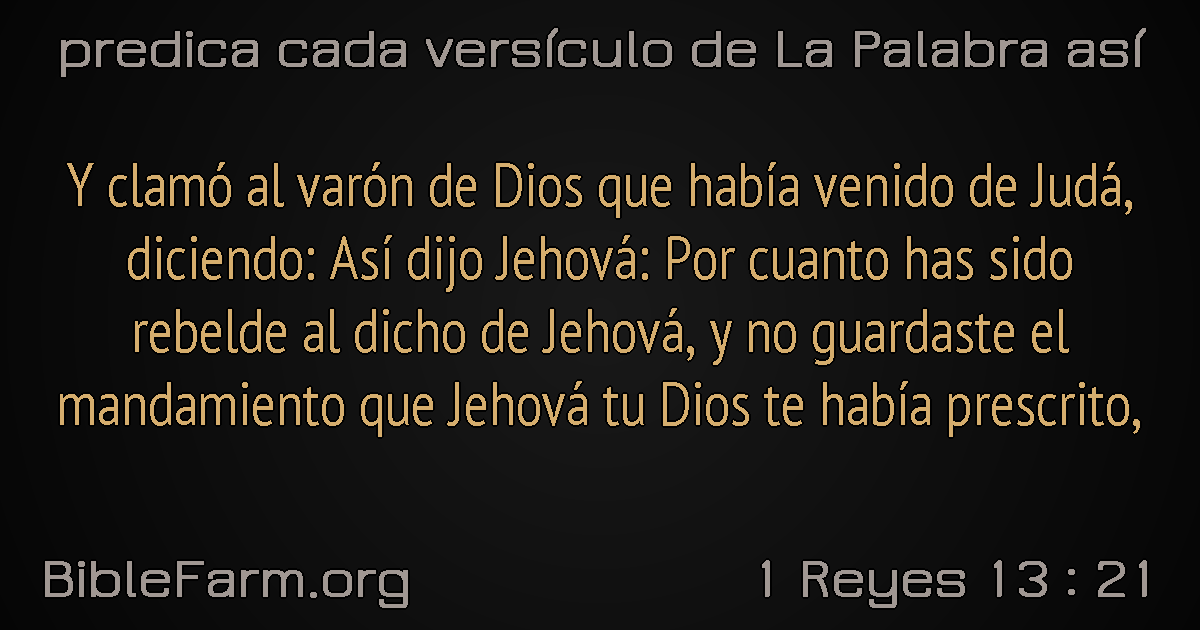 predica cada versículo de La Palabra así
Y clamó al varón de Dios que había venido de Judá,
diciendo: Así dijo Jehová: Por cuanto has sido
rebelde al dicho de Jehová, y no guardaste el
mandamiento que Jehová tu Dios te había prescrito,
BibleFarm.org
1 Reyes 13 : 21